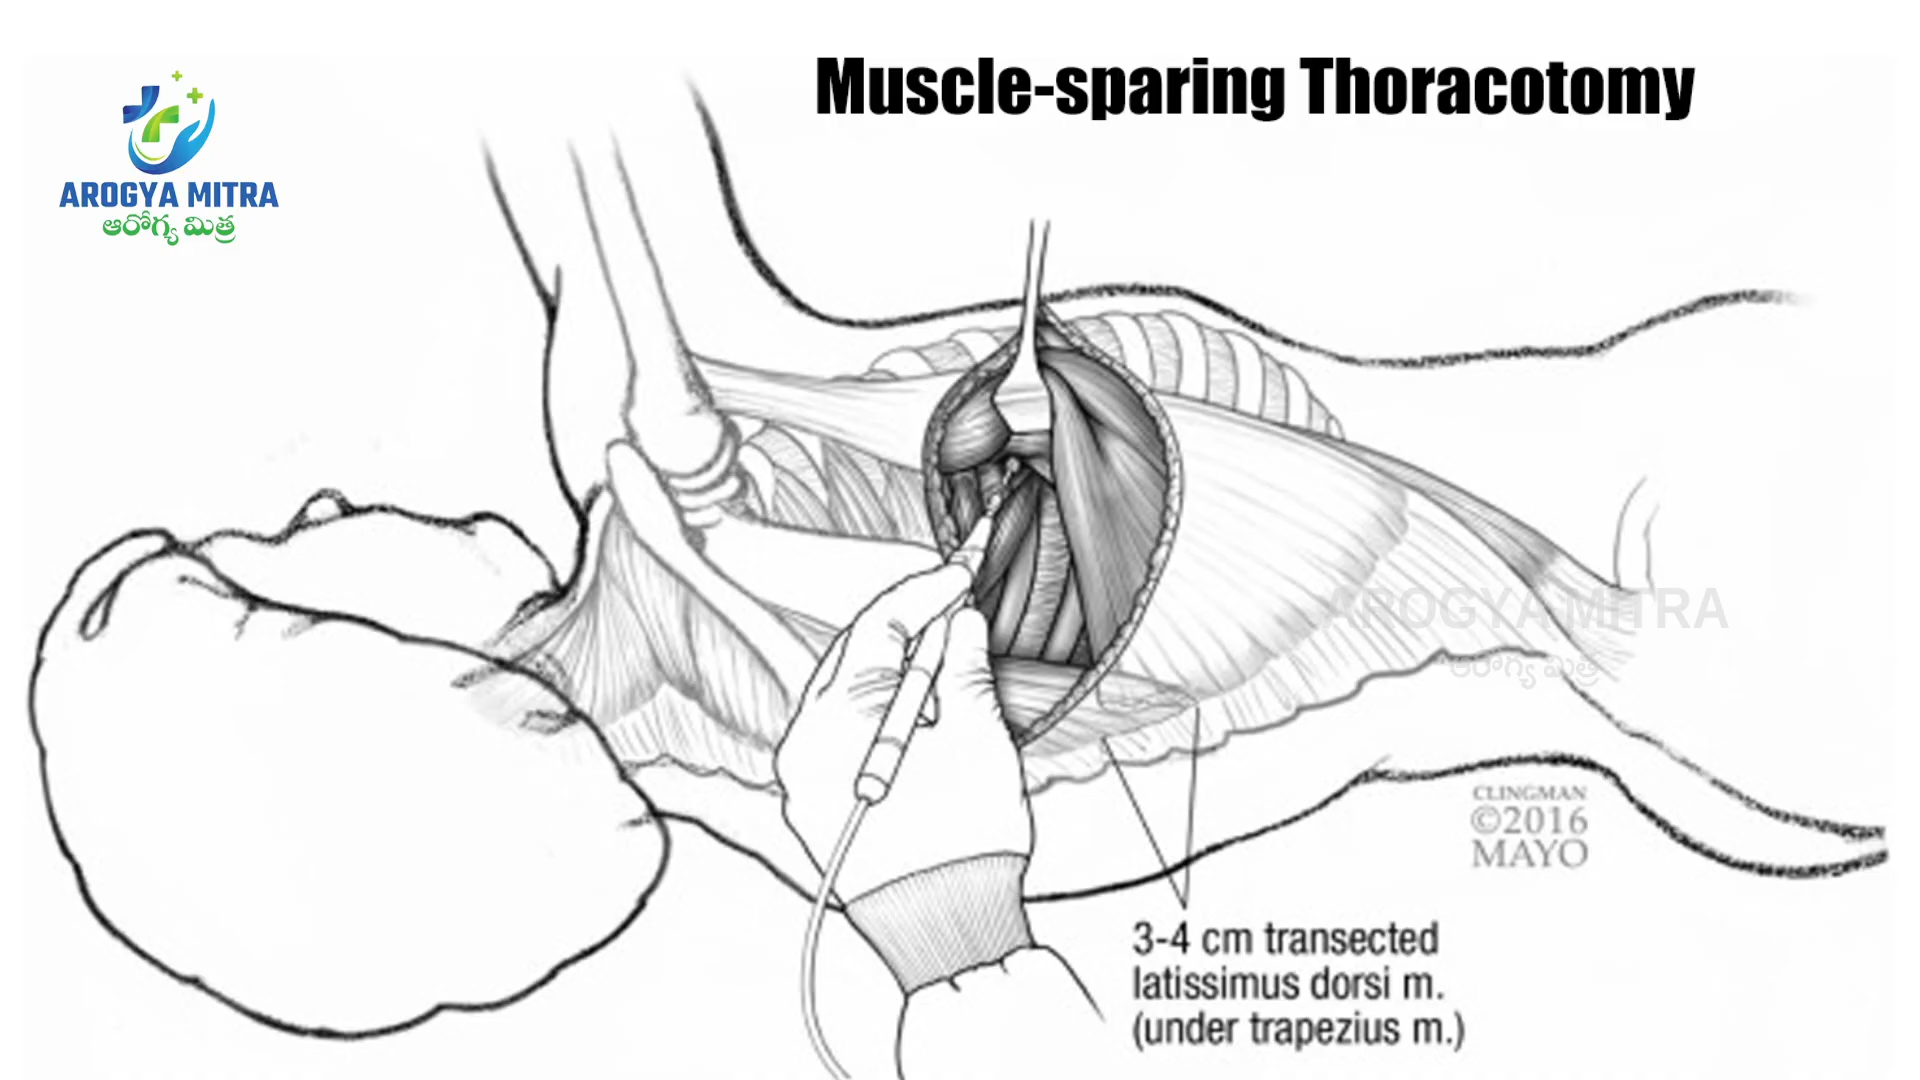 Muscle-sparing Thoracotomy
AROGYA MITRA
ఆరోగ్య మిత్ర
AROGYA MITRA
ఆరోగ్య మిత్ర
CLINGMAN
©2016
MAYO
3-4 cm transected
latissimus dorsi m.
(under trapezius m.)